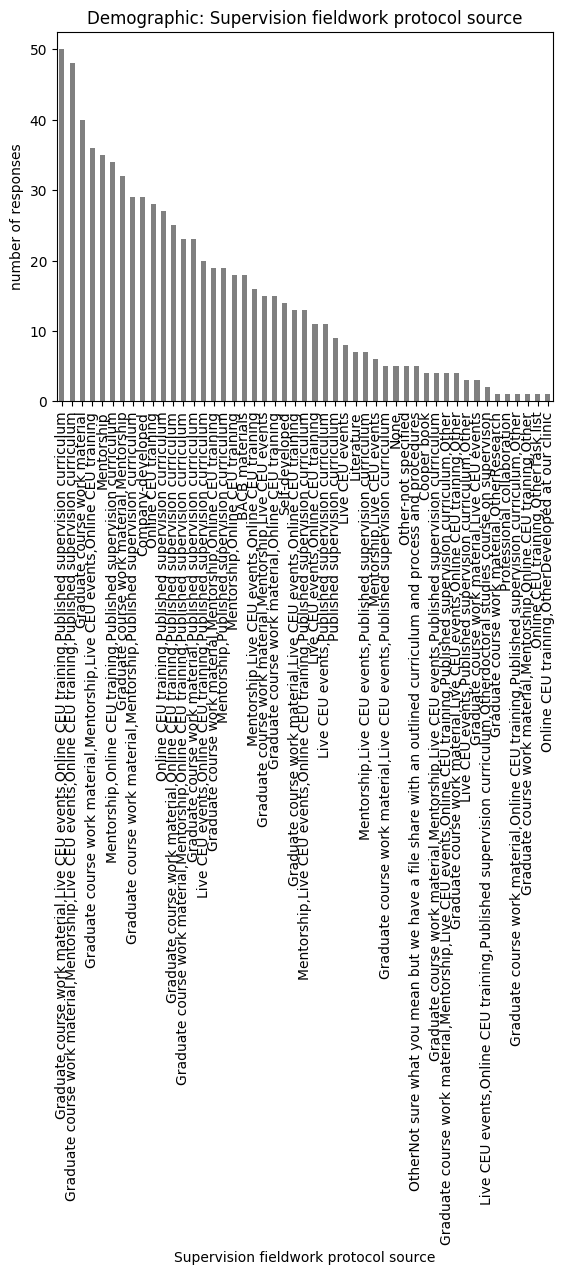 Demographic: Supervision fieldwork protocol source
number of responses
50
40
30
20
10
0
Graduate course work material,Live CEU events,Online CEU training,Published supervision curriculum
Graduate course work material,Mentorship,Live CEU events,Online CEU training,Published supervision curriculum
Graduate course work material
Graduate course work material,Mentorship,Live CEU events,Online CEU training
Mentorship
Mentorship,Online CEU training,Published supervision curriculum
Graduate course work material,Mentorship
Graduate course work material,Mentorship,Published supervision curriculum
Company-developed
Online CEU training
Online CEU training,Published supervision curriculum
Graduate course work material,Online CEU training,Published supervision curriculum
Graduate course work material,Mentorship,Online CEU training,Published supervision curriculum
Graduate course work material,Published supervision curriculum
Live CEU events,Online CEU training,Published supervision curriculum
Graduate course work material,Mentorship,Online CEU training
Mentorship,Published supervision curriculum
Mentorship,Online CEU training
BACB materials
Mentorship,Live CEU events,Online CEU training
Graduate course work material,Mentorship,Live CEU events
Graduate course work material,Online CEU training
Self-developed
Graduate course work material,Live CEU events,Online CEU training
Mentorship,Live CEU events,Online CEU training,Published supervision curriculum
Live CEU events,Online CEU training
Live CEU events,Published supervision curriculum
Published supervision curriculum
Live CEU events
Literature
Mentorship,Live CEU events,Published supervision curriculum
Mentorship,Live CEU events
Graduate course work material,Live CEU events,Published supervision curriculum
None
Other-not specified
OtherNot sure what you mean but we have a file share with an outlined curriculum and process and procedures
Cooper book
Graduate course work material,Mentorship,Live CEU events,Published supervision curriculum
Graduate course work material,Mentorship,Live CEU events,Online CEU training,Published supervision curriculum,Other
Graduate course work material,Live CEU events,Online CEU training,Other
Live CEU events,Published supervision curriculum,Other
Graduate course work material,Live CEU events
Live CEU events,Online CEU training,Published supervision curriculum,Otherdoctoral studies course on supervision
Graduate course work material,OtherResearch
Professional collaboration
Graduate course work material,Online CEU training,Published supervision curriculum,Other
Graduate course work material,Mentorship,Online CEU training,Other
Online CEU training,OtherTask list
Online CEU training,OtherDeveloped at our clinic
Supervision fieldwork protocol source